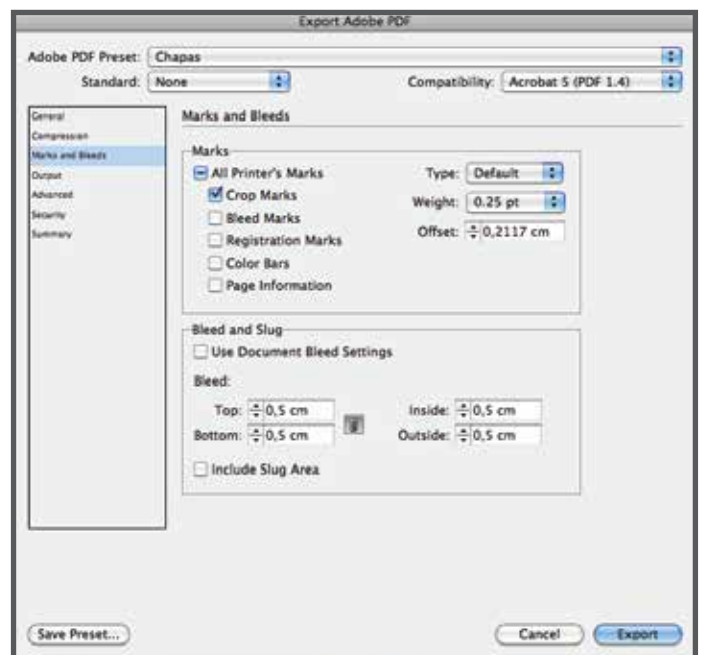 Export Adobe PDF
Adobe PDF Preset: Chapas
Standard: None Compatibility: Acrobat 5 (PDF 1.4)
General
Compression
Marks and Bleeds
Output
Advanced
Security
Summary
Marks and Bleeds
Marks
All Printer's Marks
Crop Marks
Bleed Marks
Registration Marks
Color Bars
Page Information
Type: Default
Weight: 0.25 pt
Offset: 0,2117 cm
Bleed and Slug
Use Document Bleed Settings
Bleed:
Top: 0,5 cm Inside: 0,5 cm
Bottom: 0,5 cm Outside: 0,5 cm
Include Slug Area
Save Preset... Cancel Export